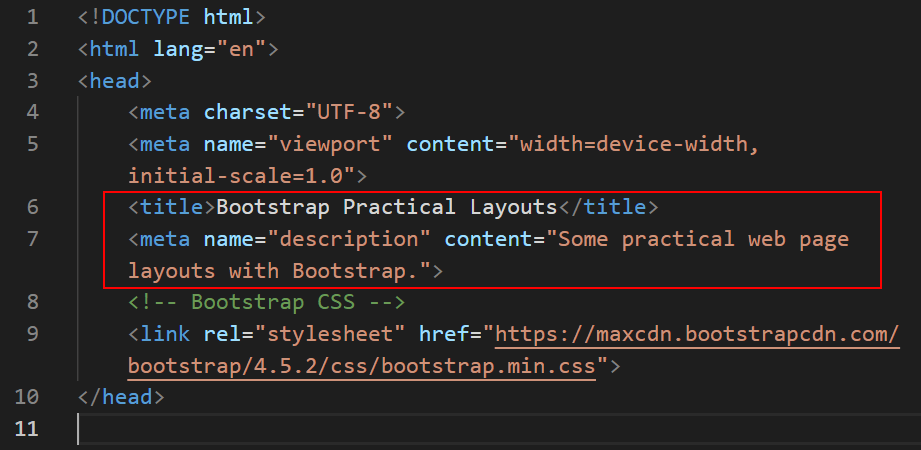 1 <!DOCTYPE html>
2 <html lang="en">
3 <head>
4 <meta charset="UTF-8">
5 <meta name="viewport" content="width=device-width,
initial-scale=1.0">
6 <title>Bootstrap Practical Layouts</title>
7 <meta name="description" content="Some practical web page
layouts with Bootstrap.">
8 <!-- Bootstrap CSS -->
9 <link rel="stylesheet" href="https://maxcdn.bootstrapcdn.com/
bootstrap/4.5.2/css/bootstrap.min.css">
10 </head>
11